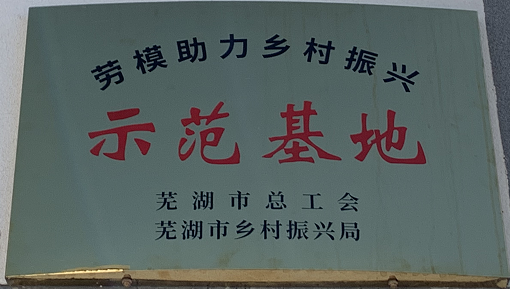 劳模助力乡村振兴
示范基地
芜湖市总工会
芜湖市乡村振兴局